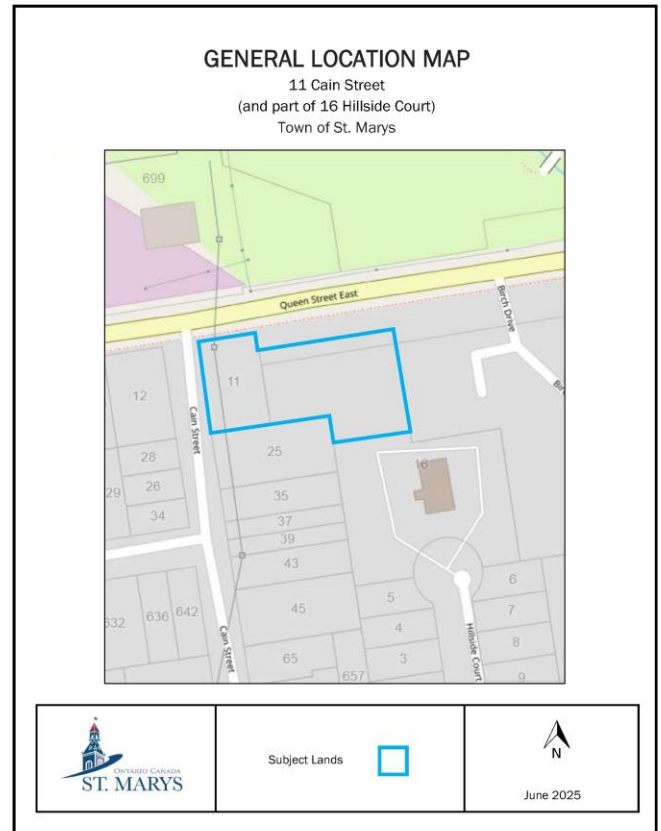 GENERAL LOCATION MAP
11 Cain Street
(and part of 16 Hillside Court)
Town of St. Marys
699
Queen Street East
Birch Drive
11
12
Cain Street
28
26
29
34
25
35
37
39
43
45
16
6
5
7
4
8
3
9
632
636
642
Cain Street
65
657
Hillside Court
ONTARIO CANADA
ST. MARYS
Subject Lands
N
June 2025